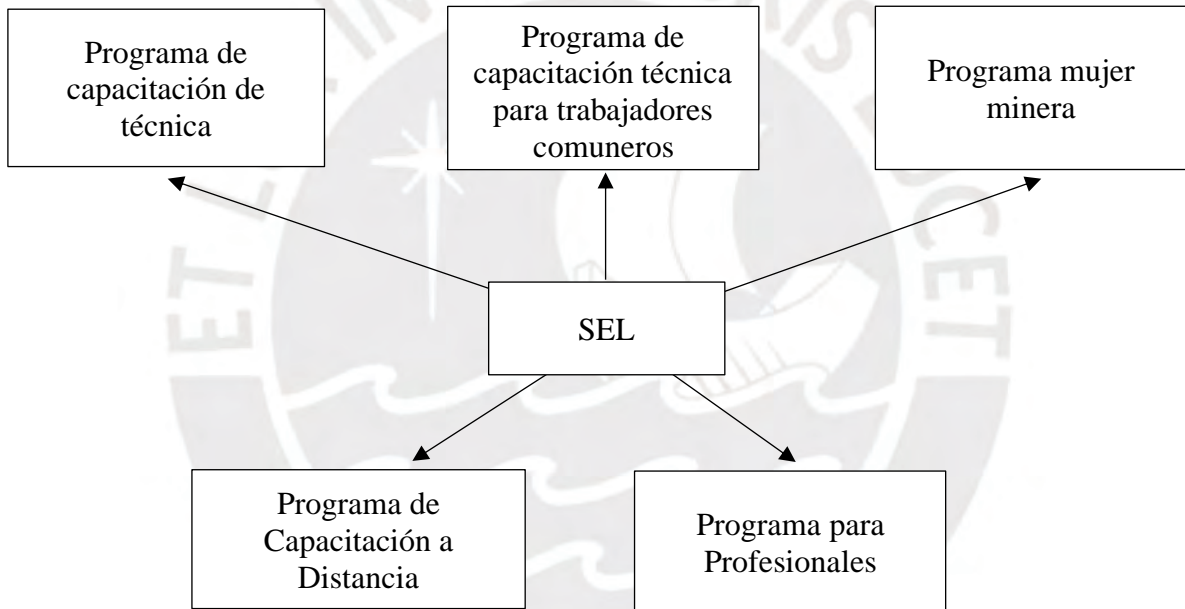 Programa de
capacitación de
técnica
Programa de
capacitación técnica
para trabajadores
comuneros
Programa mujer
minera
SEL
Programa de
Capacitación a
Distancia
Programa para
Profesionales